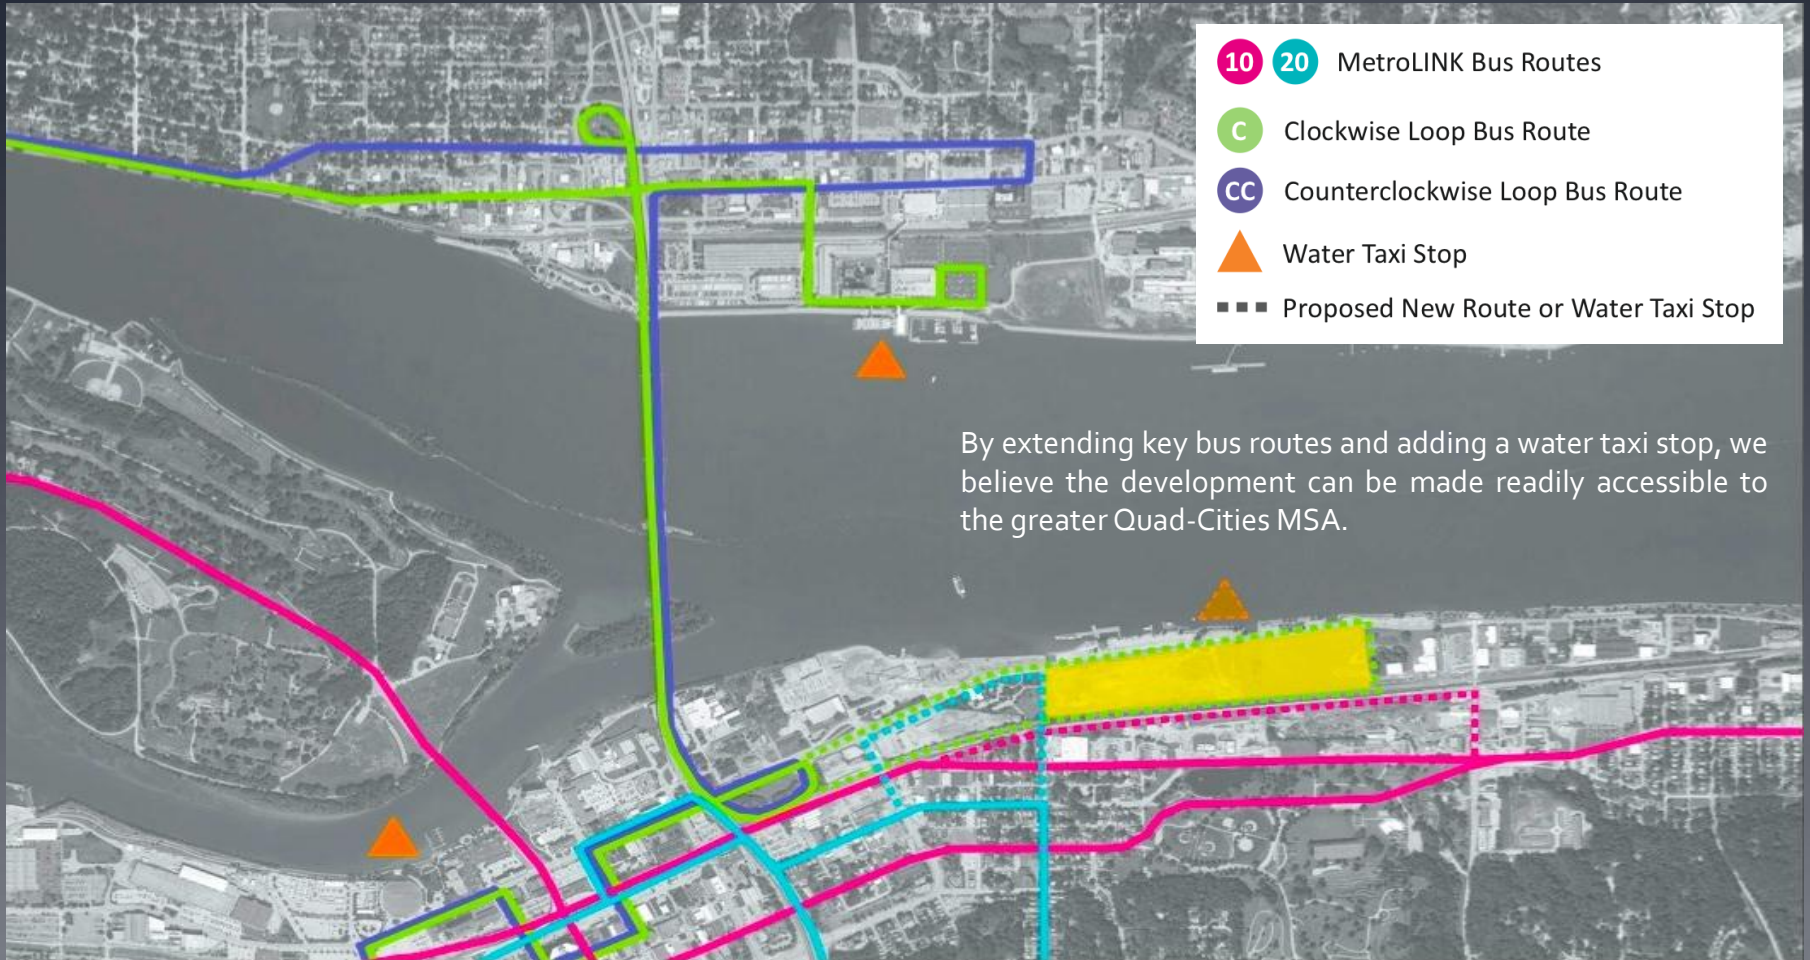 10 20 MetroLINK Bus Routes
C Clockwise Loop Bus Route
CC Counterclockwise Loop Bus Route
Water Taxi Stop
Proposed New Route or Water Taxi Stop
By extending key bus routes and adding a water taxi stop, we
believe the development can be made readily accessible to
the greater Quad-Cities MSA.